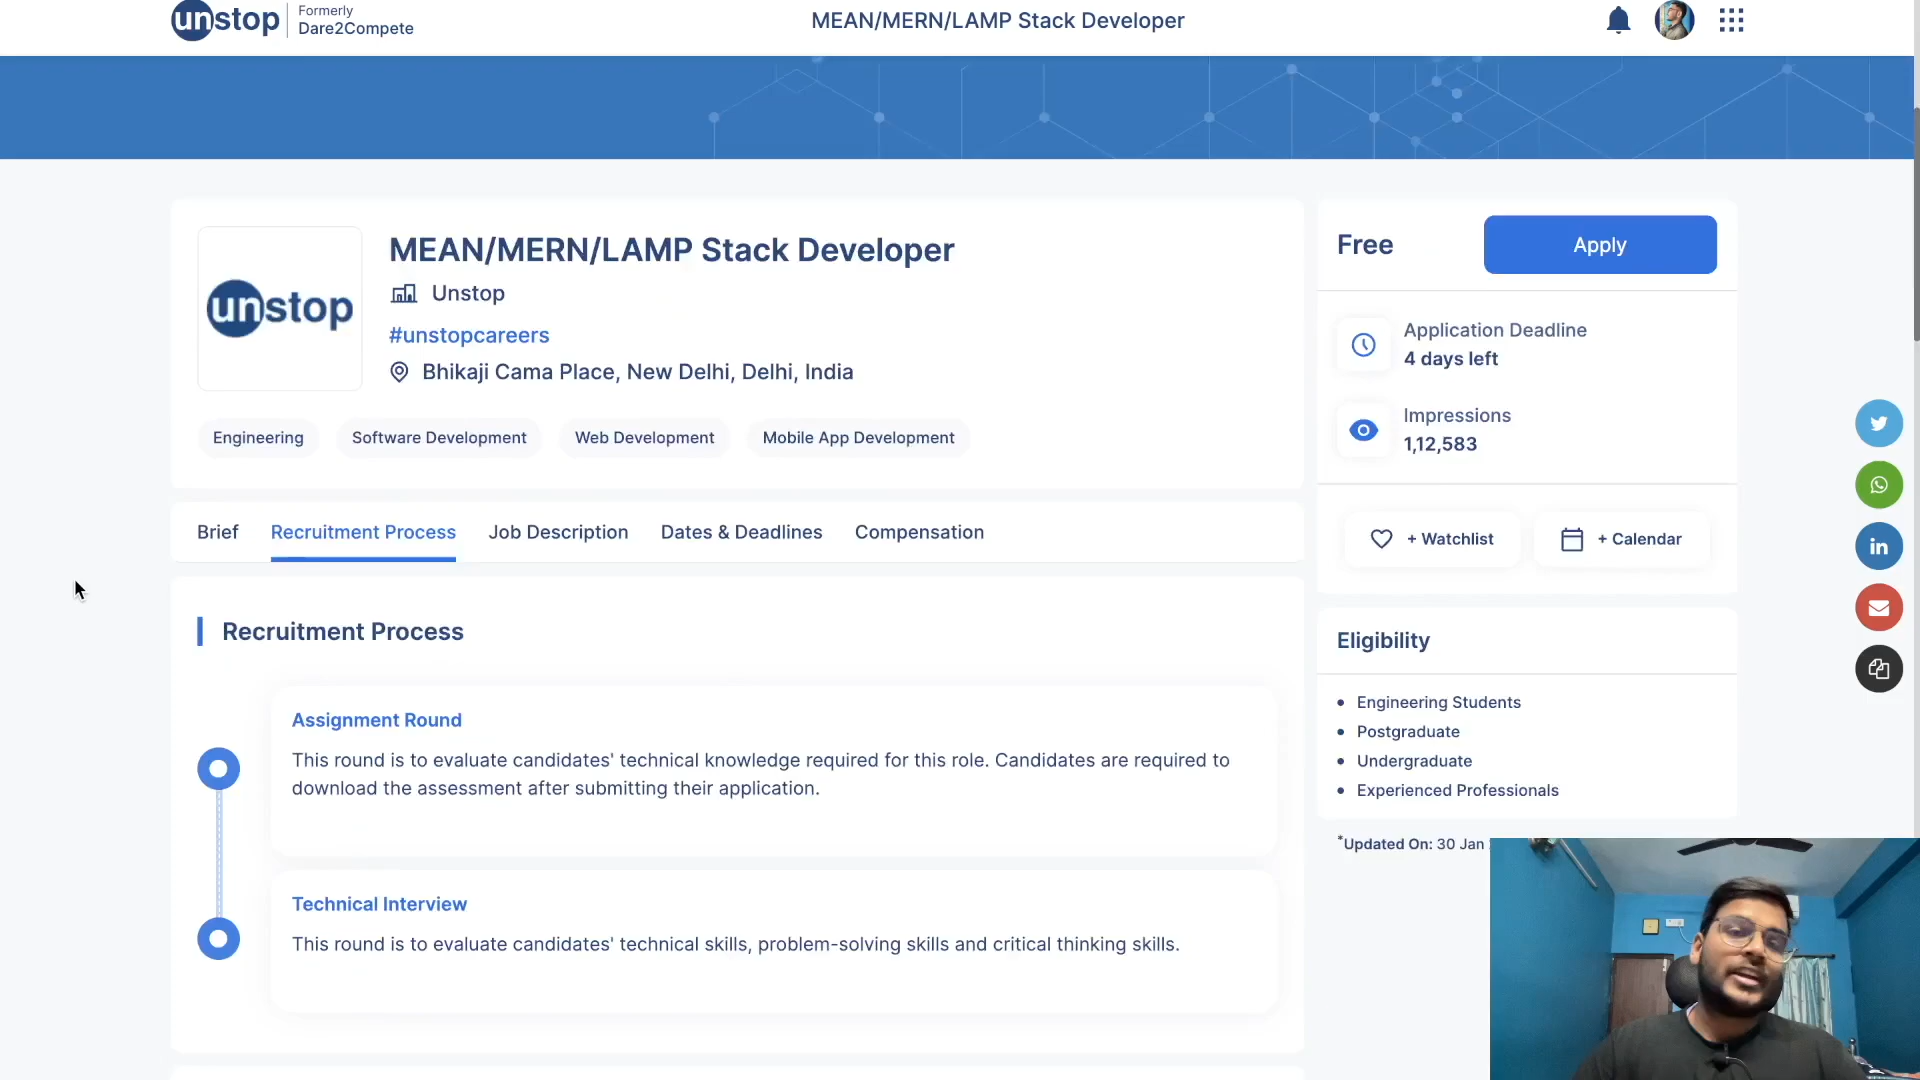 unstop
Formerly
Dare2Compete
MEAN/MERN/LAMP Stack Developer
unstop
MEAN/MERN/LAMP Stack Developer
Unstop
#unstopcareers
Bhikaji Cama Place, New Delhi, Delhi, India
Engineering
Software Development
Web Development
Mobile App Development
Free
Apply
Application Deadline
4 days left
Impressions
1,12,583
+ Watchlist
+ Calendar
Brief
Recruitment Process
Job Description
Dates & Deadlines
Compensation
Recruitment Process
Assignment Round
This round is to evaluate candidates' technical knowledge required for this role. Candidates are required to
download the assessment after submitting their application.
Technical Interview
This round is to evaluate candidates' technical skills, problem-solving skills and critical thinking skills.
Eligibility
• Engineering Students
• Postgraduate
• Undergraduate
• Experienced Professionals
*Updated On: 30 Jan
in